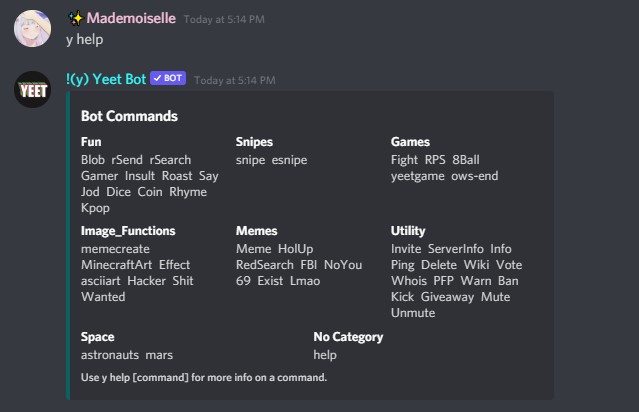 Mademoiselle Today at 5:14 PM
y help
YEET
!(y) Yeet Bot ✓ BOT Today at 5:14 PM
Bot Commands
Fun
Blob rSend rSearch
Gamer Insult Roast Say
Jod Dice Coin Rhyme
Kpop
Snipes
snipe esnipe
Games
Fight RPS 8Ball
yeetgame ows-end
Image_Functions
memecreate
MinecraftArt Effect
asciiart Hacker Shit
Wanted
Memes
Meme HolUp
RedSearch FBI NoYou
69 Exist Lmao
Utility
Invite ServerInfo Info
Ping Delete Wiki Vote
Whois PFP Warn Ban
Kick Giveaway Mute
Unmute
Space
astronauts mars
No Category
help
Use y help [command] for more info on a command.